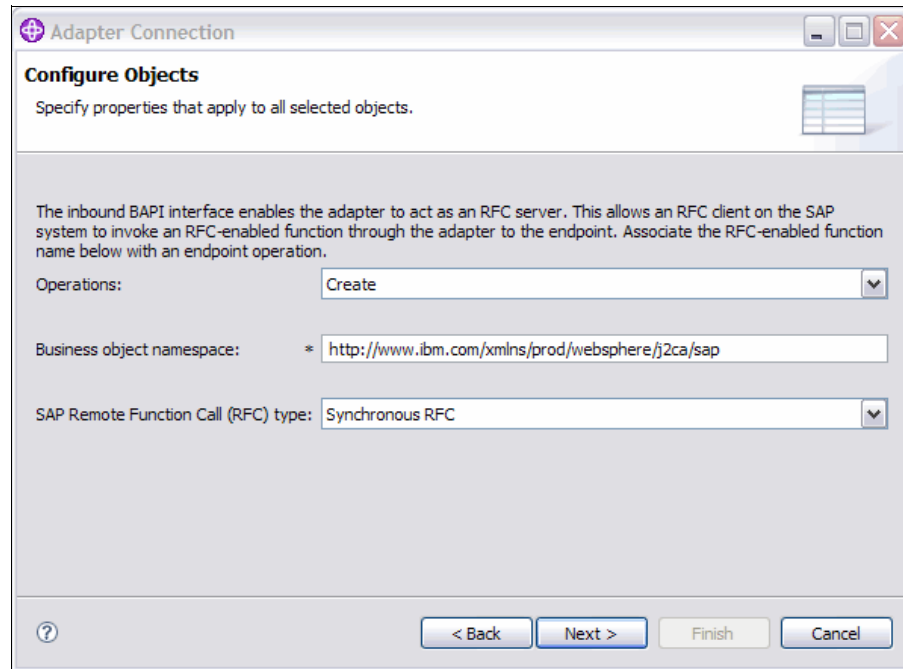 Adapter Connection
Configure Objects
Specify properties that apply to all selected objects.
The inbound BAPI interface enables the adapter to act as an RFC server. This allows an RFC client on the SAP
system to invoke an RFC-enabled function through the adapter to the endpoint. Associate the RFC-enabled function
name below with an endpoint operation.
Operations: Create
Business object namespace: * http://www.ibm.com/xmlns/prod/websphere/j2ca/sap
SAP Remote Function Call (RFC) type: Synchronous RFC
? < Back Next > Finish Cancel